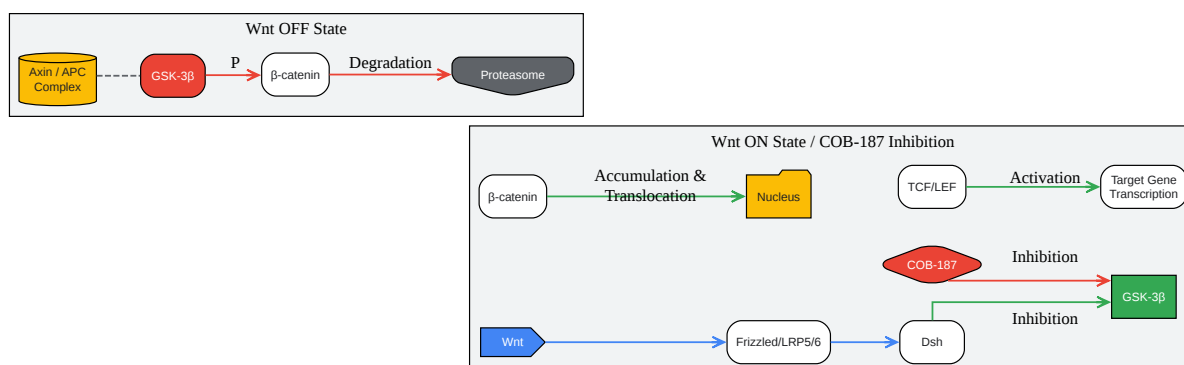 Wnt OFF State
Axin / APC
Complex
GSK-3β
P
β-catenin
Degradation
Proteasome
Wnt ON State / COB-187 Inhibition
β-catenin
Accumulation &
Translocation
Nucleus
TCF/LEF
Activation
Target Gene
Transcription
COB-187
Inhibition
GSK-3β
Inhibition
Wnt
Frizzled/LRP5/6
Dsh